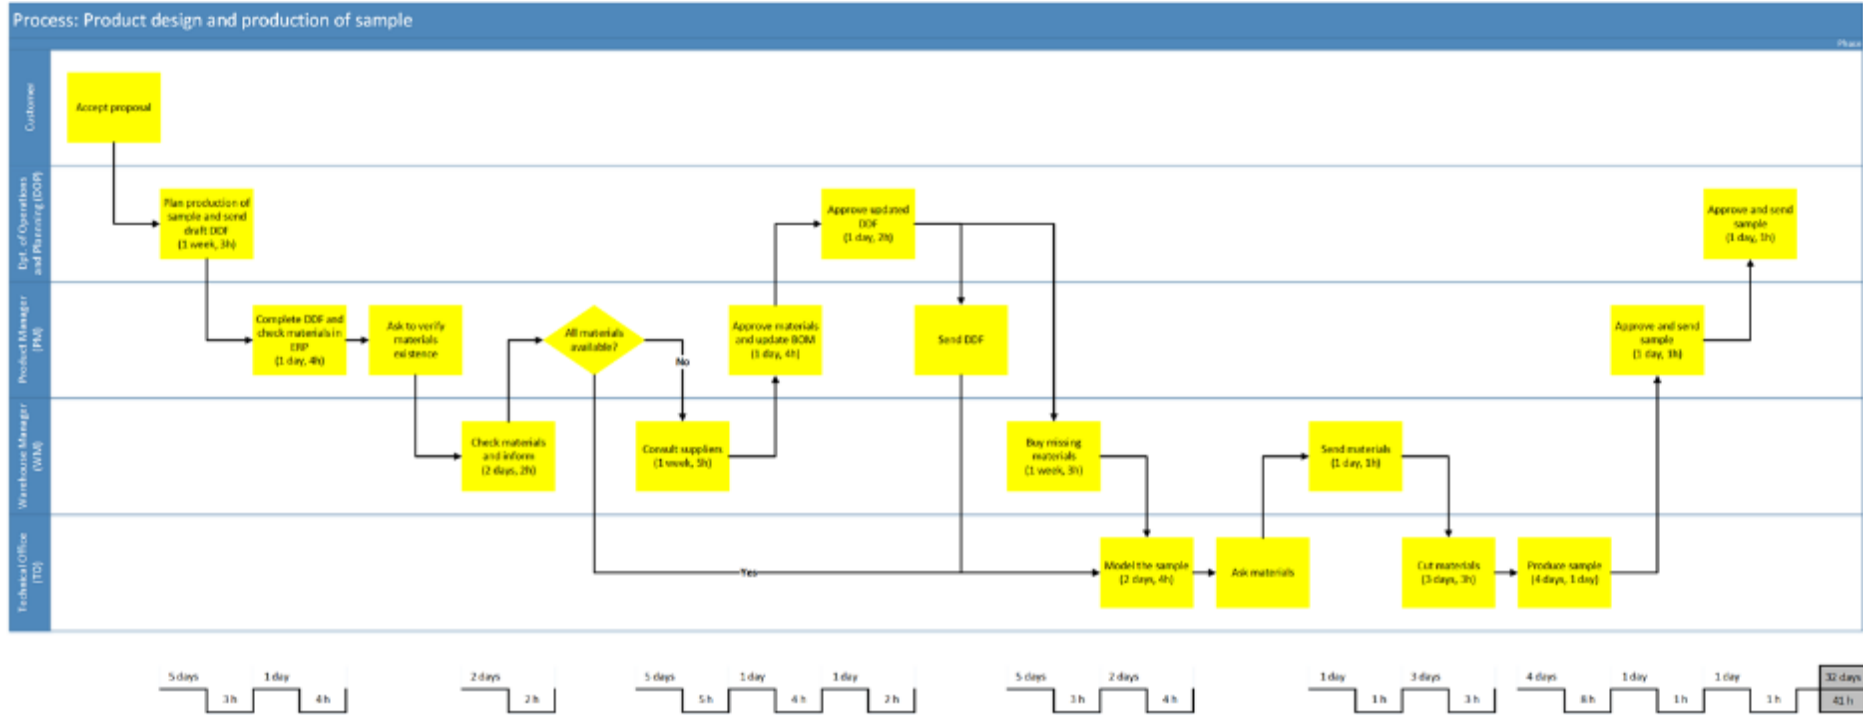 Process: Product design and production of sample
Phase
Customer
Accept proposal
Dpt. of Operations
and Planning (DOP)
Plan production of
sample and send
draft DDF
(1 week, 3h)
Approve updated
DDF
(1 day, 2h)
Approve and send
sample
(1 day, 1h)
Product Manager
(PM)
Complete DDF and
check materials in
ERP
(1 day, 4h)
Ask to verify
materials
existence
All materials
available?
No
Approve materials
and update BOM
(1 day, 4h)
Send DDF
Approve and send
sample
(1 day, 1h)
Warehouse Manager
(WM)
Check materials
and inform
(2 days, 2h)
Consult suppliers
(1 week, 5h)
Buy missing
materials
(1 week, 3h)
Send materials
(1 day, 1h)
Technical Office
(TO)
Yes
Model the sample
(2 days, 4h)
Ask materials
Cut materials
(3 days, 3h)
Produce sample
(4 days, 1 day)
5 days 1 day 2 days 5 days 1 day 1 day 5 days 2 days 1 day 3 days 4 days 1 day 1 day 32 days
3 h 4 h 2 h 5 h 4 h 2 h 3 h 4 h 1 h 3 h 8 h 1 h 1 h 41 h